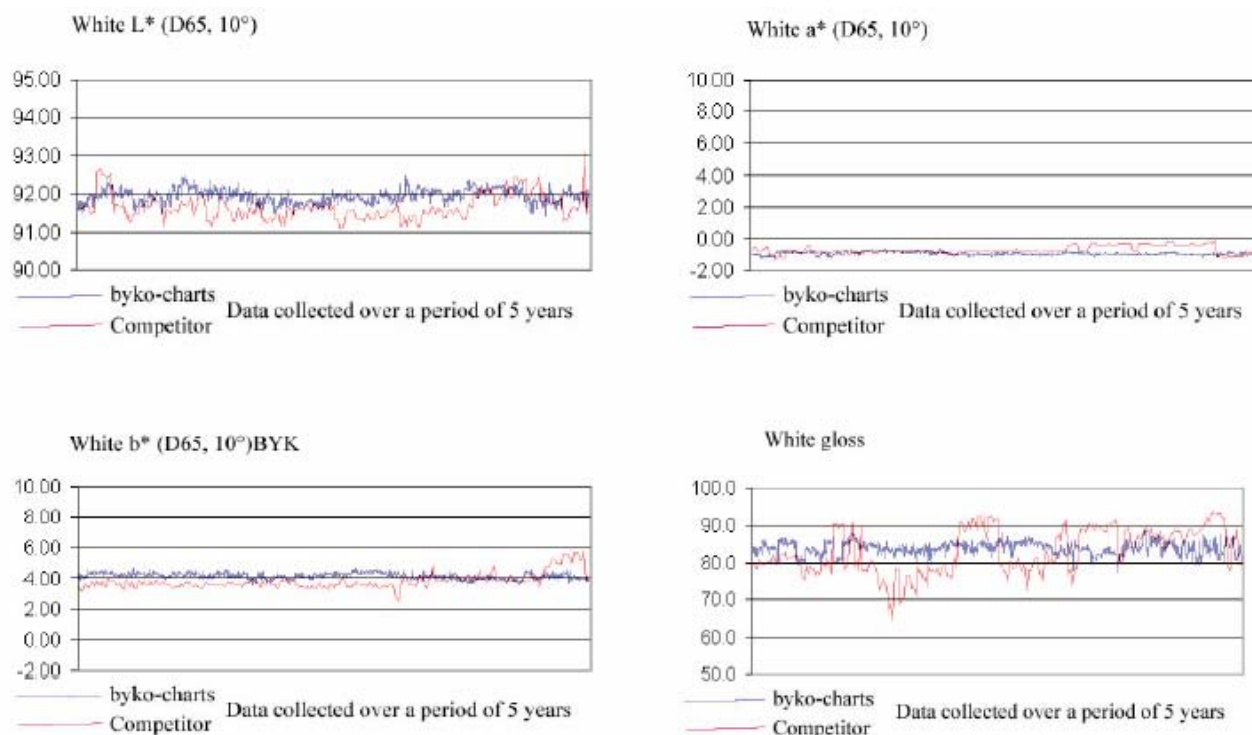 White L* (D65, 10°)
95.00
94.00
93.00
92.00
91.00
90.00
byko-charts
Competitor
Data collected over a period of 5 years
White a* (D65, 10°)
10.00
8.00
6.00
4.00
2.00
0.00
-2.00
byko-charts
Competitor
Data collected over a period of 5 years
White b* (D65, 10°)BYK
10.00
8.00
6.00
4.00
2.00
0.00
-2.00
byko-charts
Competitor
Data collected over a period of 5 years
White gloss
100.0
90.0
80.0
70.0
60.0
50.0
byko-charts
Competitor
Data collected over a period of 5 years